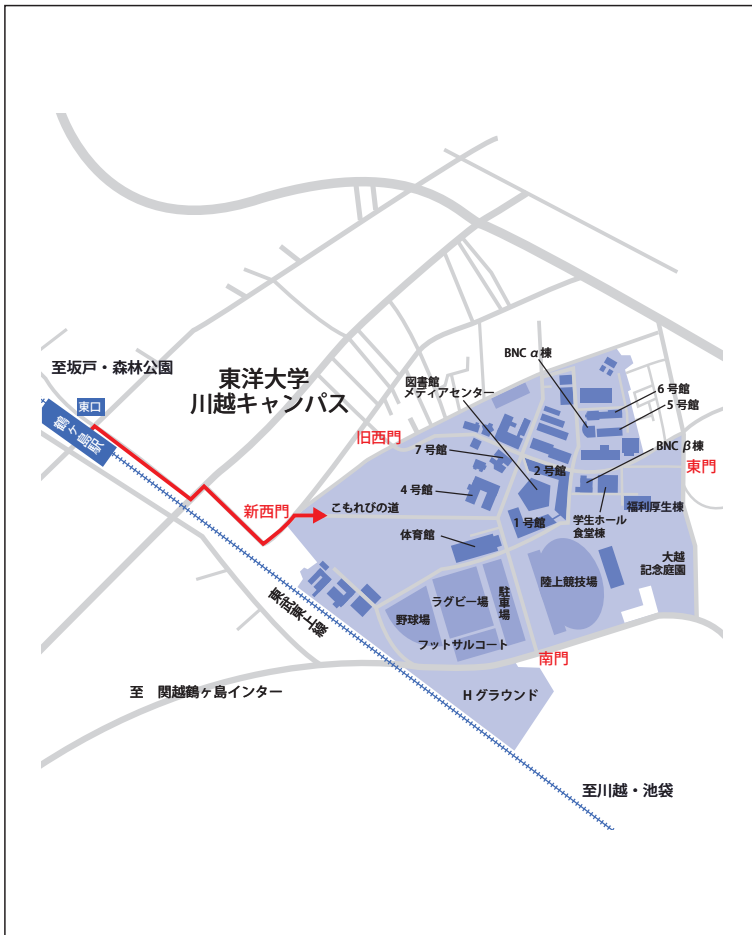 BNC α棟
至坂戸・森林公園
東洋大学
川越キャンパス
図書館
メディアセンター
6 号館
5 号館
東口
鶴ヶ島駅
旧西門
7 号館
BNC β棟
2 号館
東門
4 号館
新西門
こもれびの道
福利厚生棟
1 号館
学生ホール
食堂棟
体育館
大越
記念庭園
東武東上線
ラグビー場
駐車場
陸上競技場
野球場
フットサルコート
南門
至 関越鶴ヶ島インター
H グラウンド
至川越・池袋